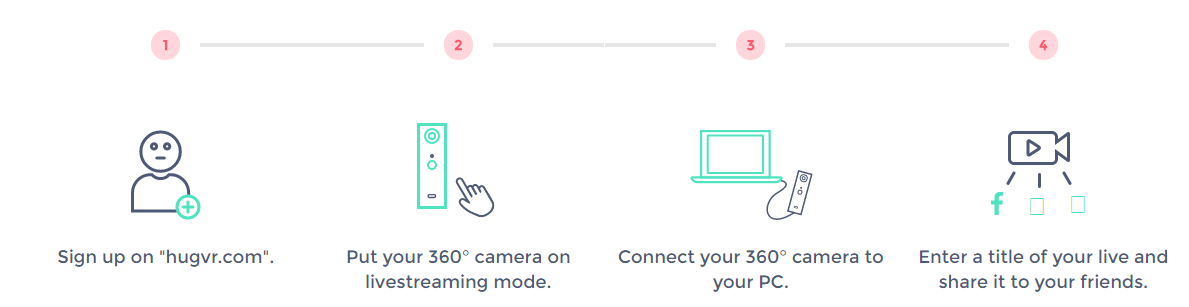 1
2
3
4
Sign up on "hugvr.com".
Put your 360° camera on
livestreaming mode.
Connect your 360° camera to
your PC.
Enter a title of your live and
share it to your friends.